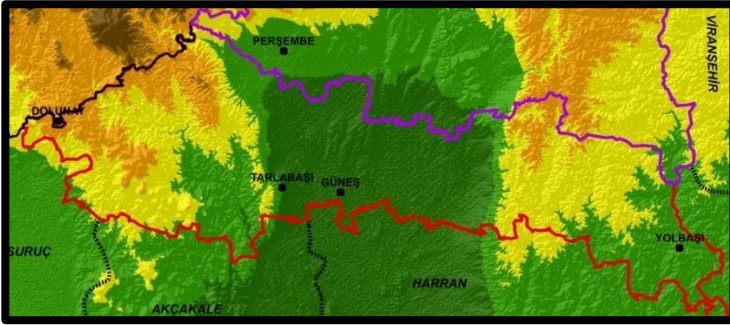 PERŞEMBE
VİRANŞEHİR
DOLUNAY
TARLABAŞI
GÜNEŞ
YOLBAŞI
SURUÇ
HARRAN
AKÇAKALE